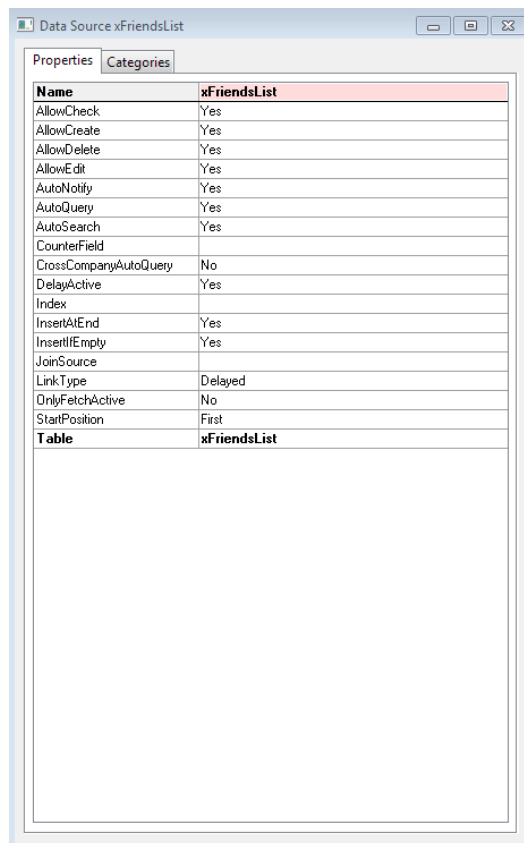 Data Source xFriendsList
Properties Categories
Name xFriendsList
AllowCheck Yes
AllowCreate Yes
AllowDelete Yes
AllowEdit Yes
AutoNotify Yes
AutoQuery Yes
AutoSearch Yes
CounterField
CrossCompanyAutoQuery No
DelayActive Yes
Index
InsertAtEnd Yes
InsertIfEmpty Yes
JoinSource
LinkType Delayed
OnlyFetchActive No
StartPosition First
Table xFriendsList